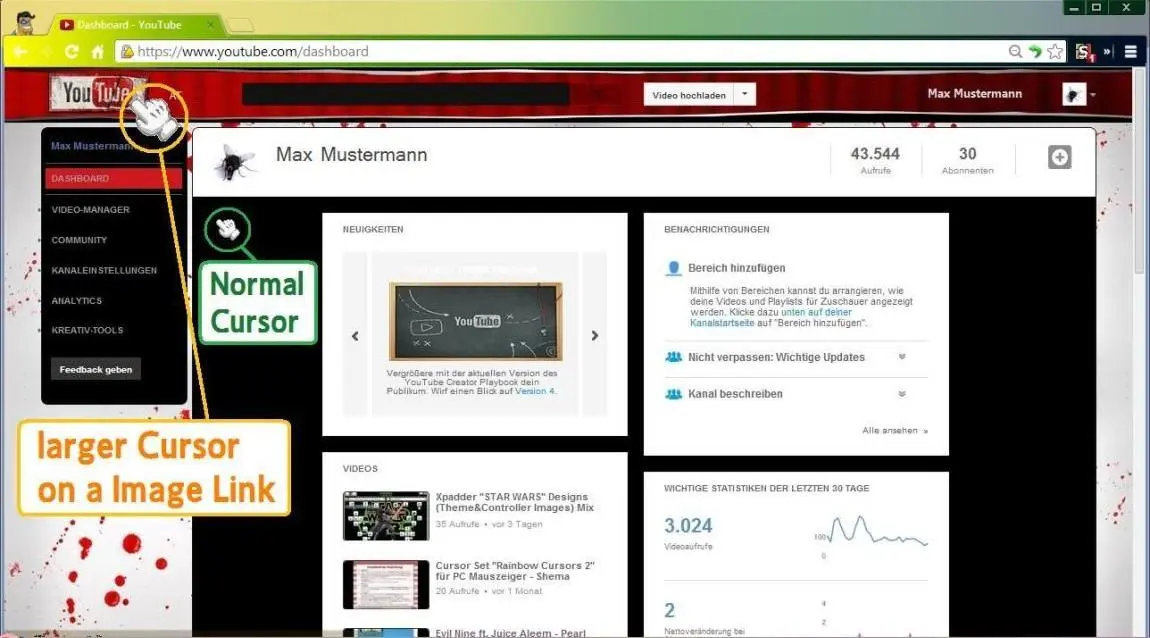 Dashboard - YouTube
https://www.youtube.com/dashboard
YouTube
Video hochladen
Max Mustermann
Max Mustermann
DASHBOARD
VIDEO-MANAGER
COMMUNITY
KANALEINSTELLUNGEN
ANALYTICS
KREATIV-TOOLS
Feedback geben
Max Mustermann
43.544
Aufrufe
30
Abonnenten
Normal
Cursor
larger Cursor
on a Image Link
NEUIGKEITEN
YouTube
Vergrößere mit der aktuellen Version des
YouTube Creator Playbook dein
Publikum. Wirf einen Blick auf Version 4.
VIDEOS
Xpadder "STAR WARS" Designs
(Theme&Controller Images) Mix
35 Aufrufe • vor 3 Tagen
Cursor Set "Rainbow Cursors 2"
für PC Mauszeiger - Shema
20 Aufrufe • vor 1 Monat
Evil Nine ft. Juice Aleem - Pearl
BENACHRICHTIGUNGEN
Bereich hinzufügen
Mithilfe von Bereichen kannst du arrangieren, wie
deine Videos und Playlists für Zuschauer angezeigt
werden. Klicke dazu unten auf deiner
Kanalstartseite auf "Bereich hinzufügen".
Nicht verpassen: Wichtige Updates
Kanal beschreiben
Alle ansehen »
WICHTIGE STATISTIKEN DER LETZTEN 30 TAGE
3.024
Videoaufrufe
100
0
2
Nettoveränderung bei
4
2